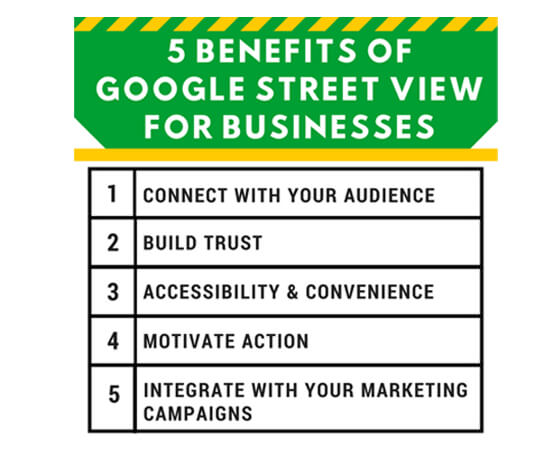 5 BENEFITS OF
GOOGLE STREET VIEW
FOR BUSINESSES
1 CONNECT WITH YOUR AUDIENCE
2 BUILD TRUST
3 ACCESSIBILITY & CONVENIENCE
4 MOTIVATE ACTION
5 INTEGRATE WITH YOUR MARKETING
CAMPAIGNS